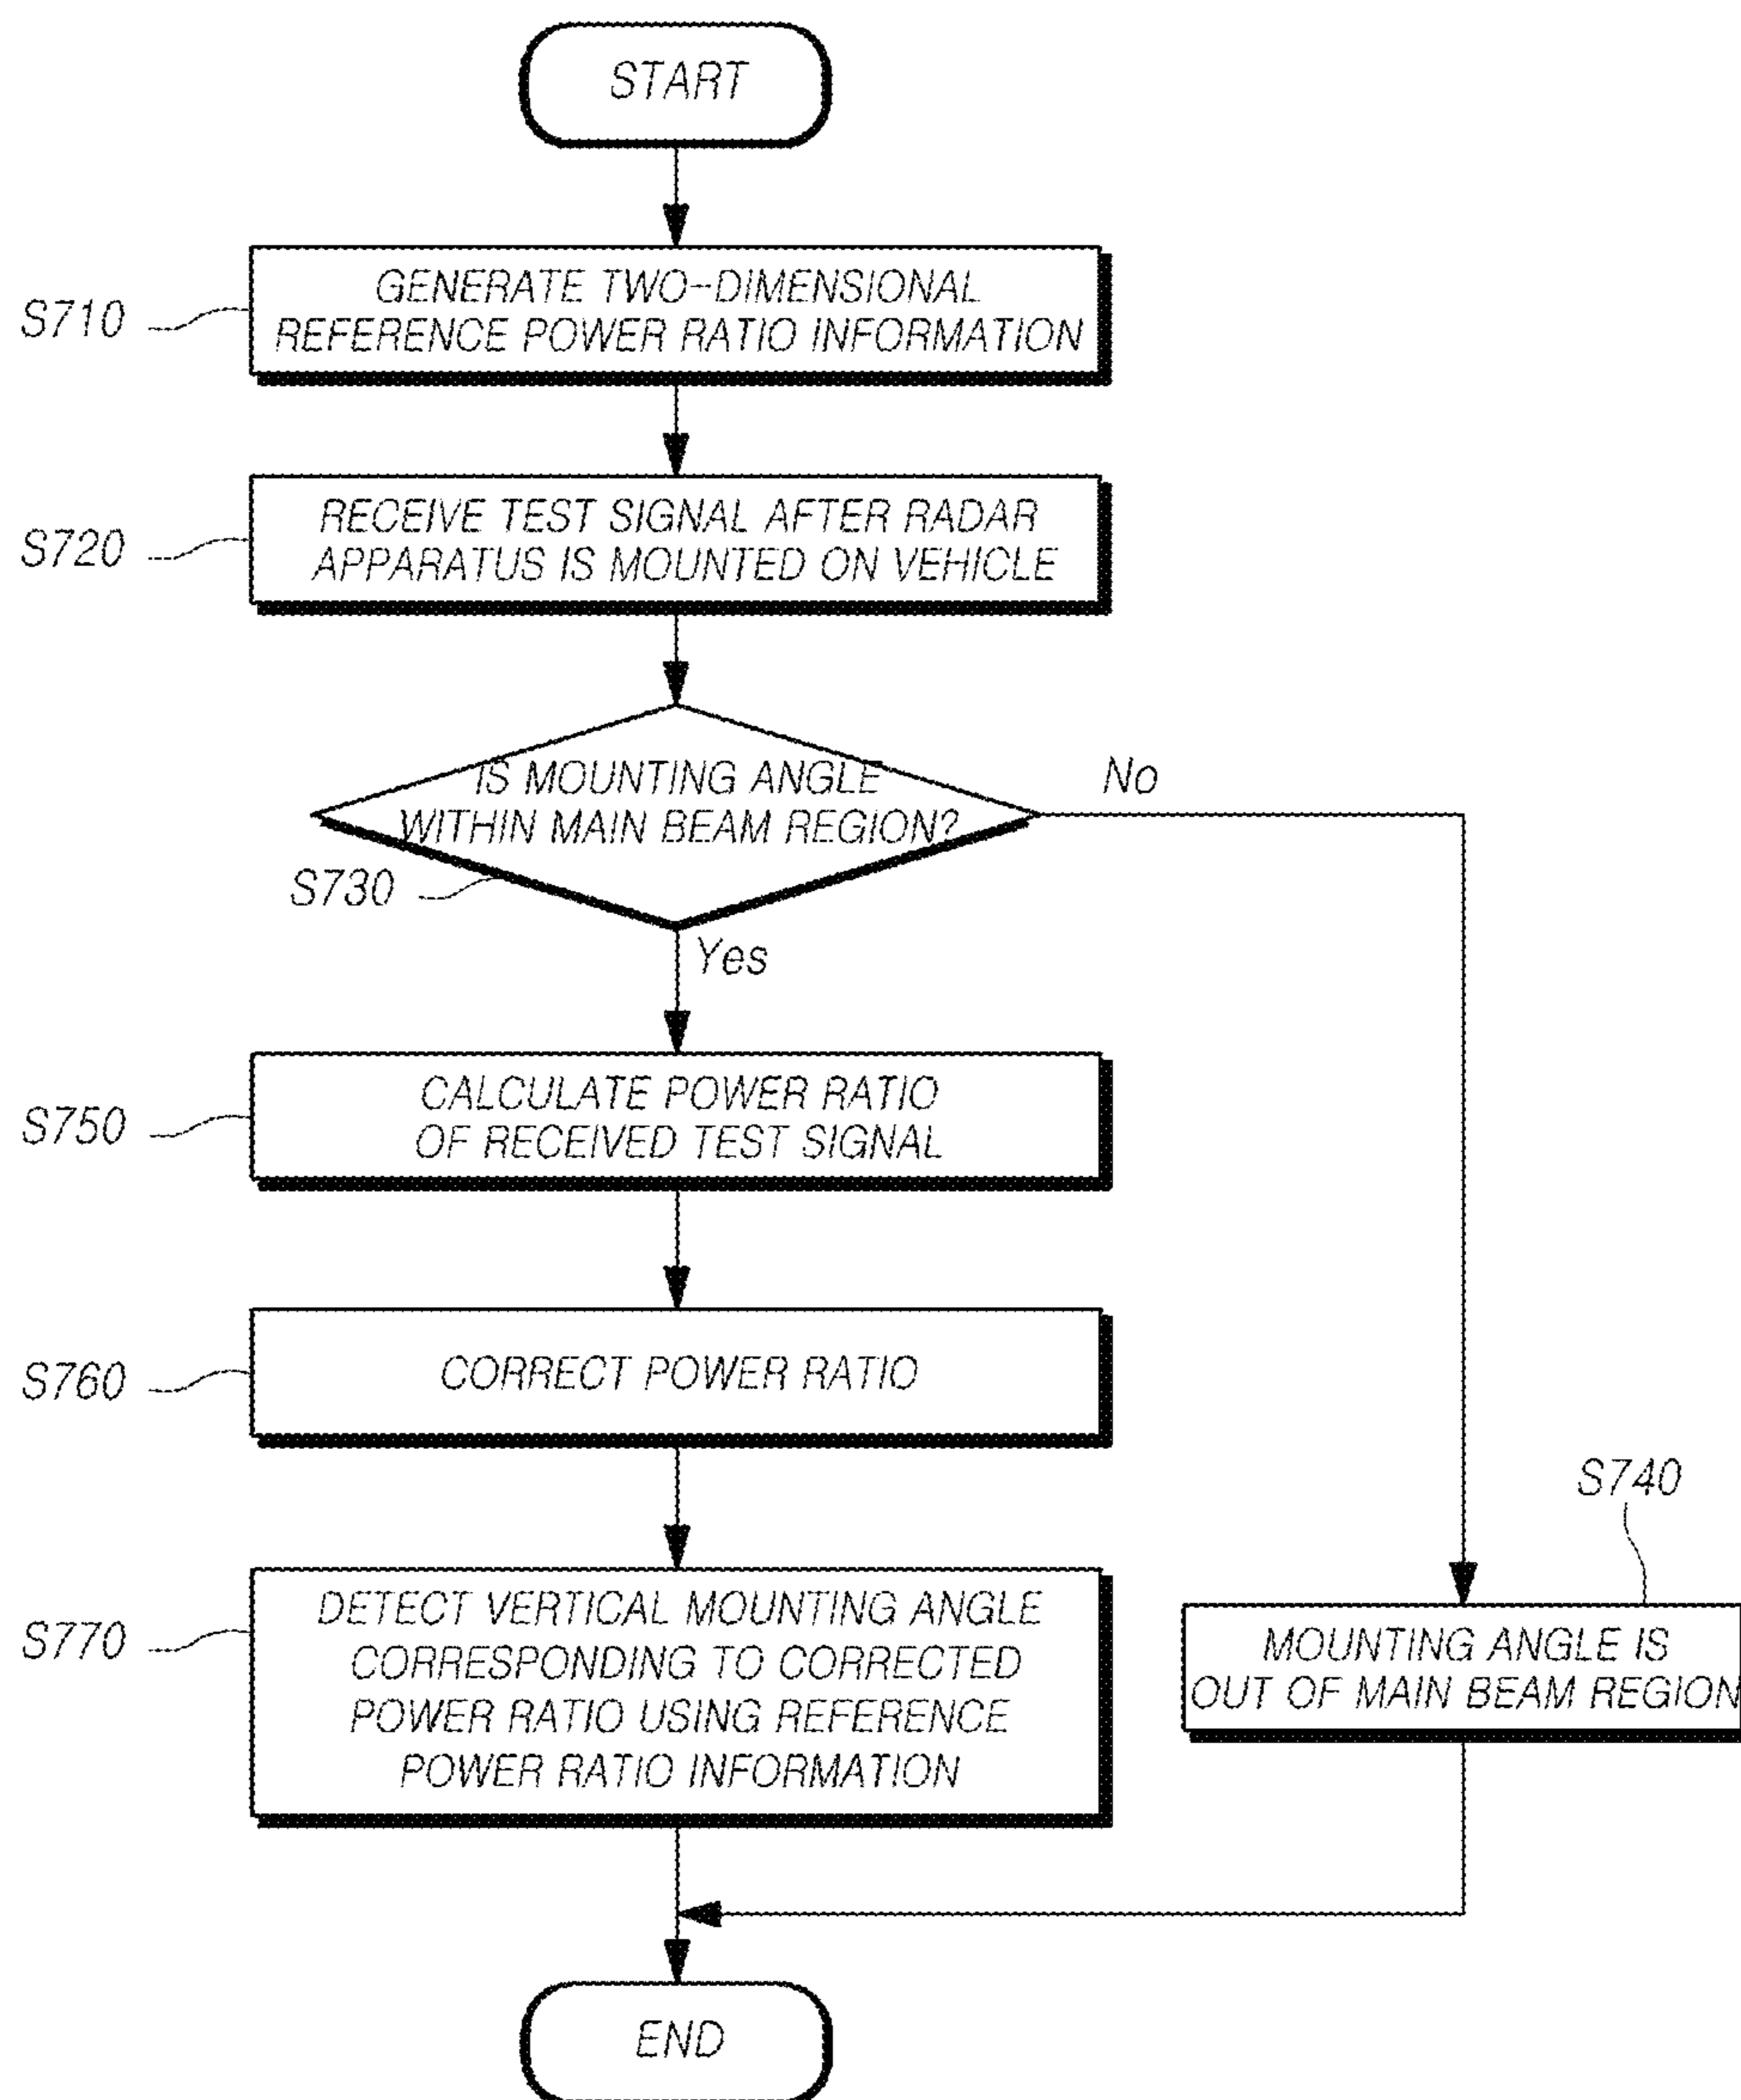 START
S710
GENERATE TWO-DIMENSIONAL
REFERENCE POWER RATIO INFORMATION
S720
RECEIVE TEST SIGNAL AFTER RADAR
APPARATUS IS MOUNTED ON VEHICLE
IS MOUNTING ANGLE
WITHIN MAIN BEAM REGION?
No
S730
Yes
S750
CALCULATE POWER RATIO
OF RECEIVED TEST SIGNAL
S760
CORRECT POWER RATIO
S770
DETECT VERTICAL MOUNTING ANGLE
CORRESPONDING TO CORRECTED
POWER RATIO USING REFERENCE
POWER RATIO INFORMATION
S740
MOUNTING ANGLE IS
OUT OF MAIN BEAM REGION
END